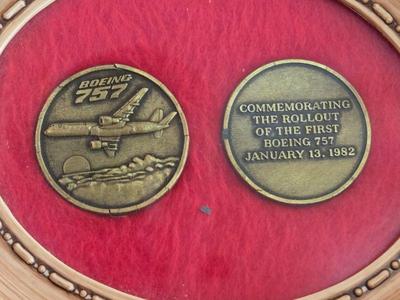 BOEING
757
COMMEMORATING
THE ROLLOUT
OF THE FIRST
BOEING 757
JANUARY 13, 1982